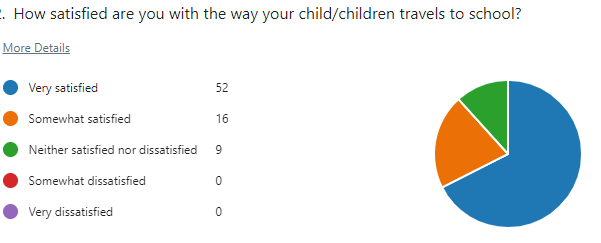 . How satisfied are you with the way your child/children travels to school?
More Details
Very satisfied 52
Somewhat satisfied 16
Neither satisfied nor dissatisfied 9
Somewhat dissatisfied 0
Very dissatisfied 0